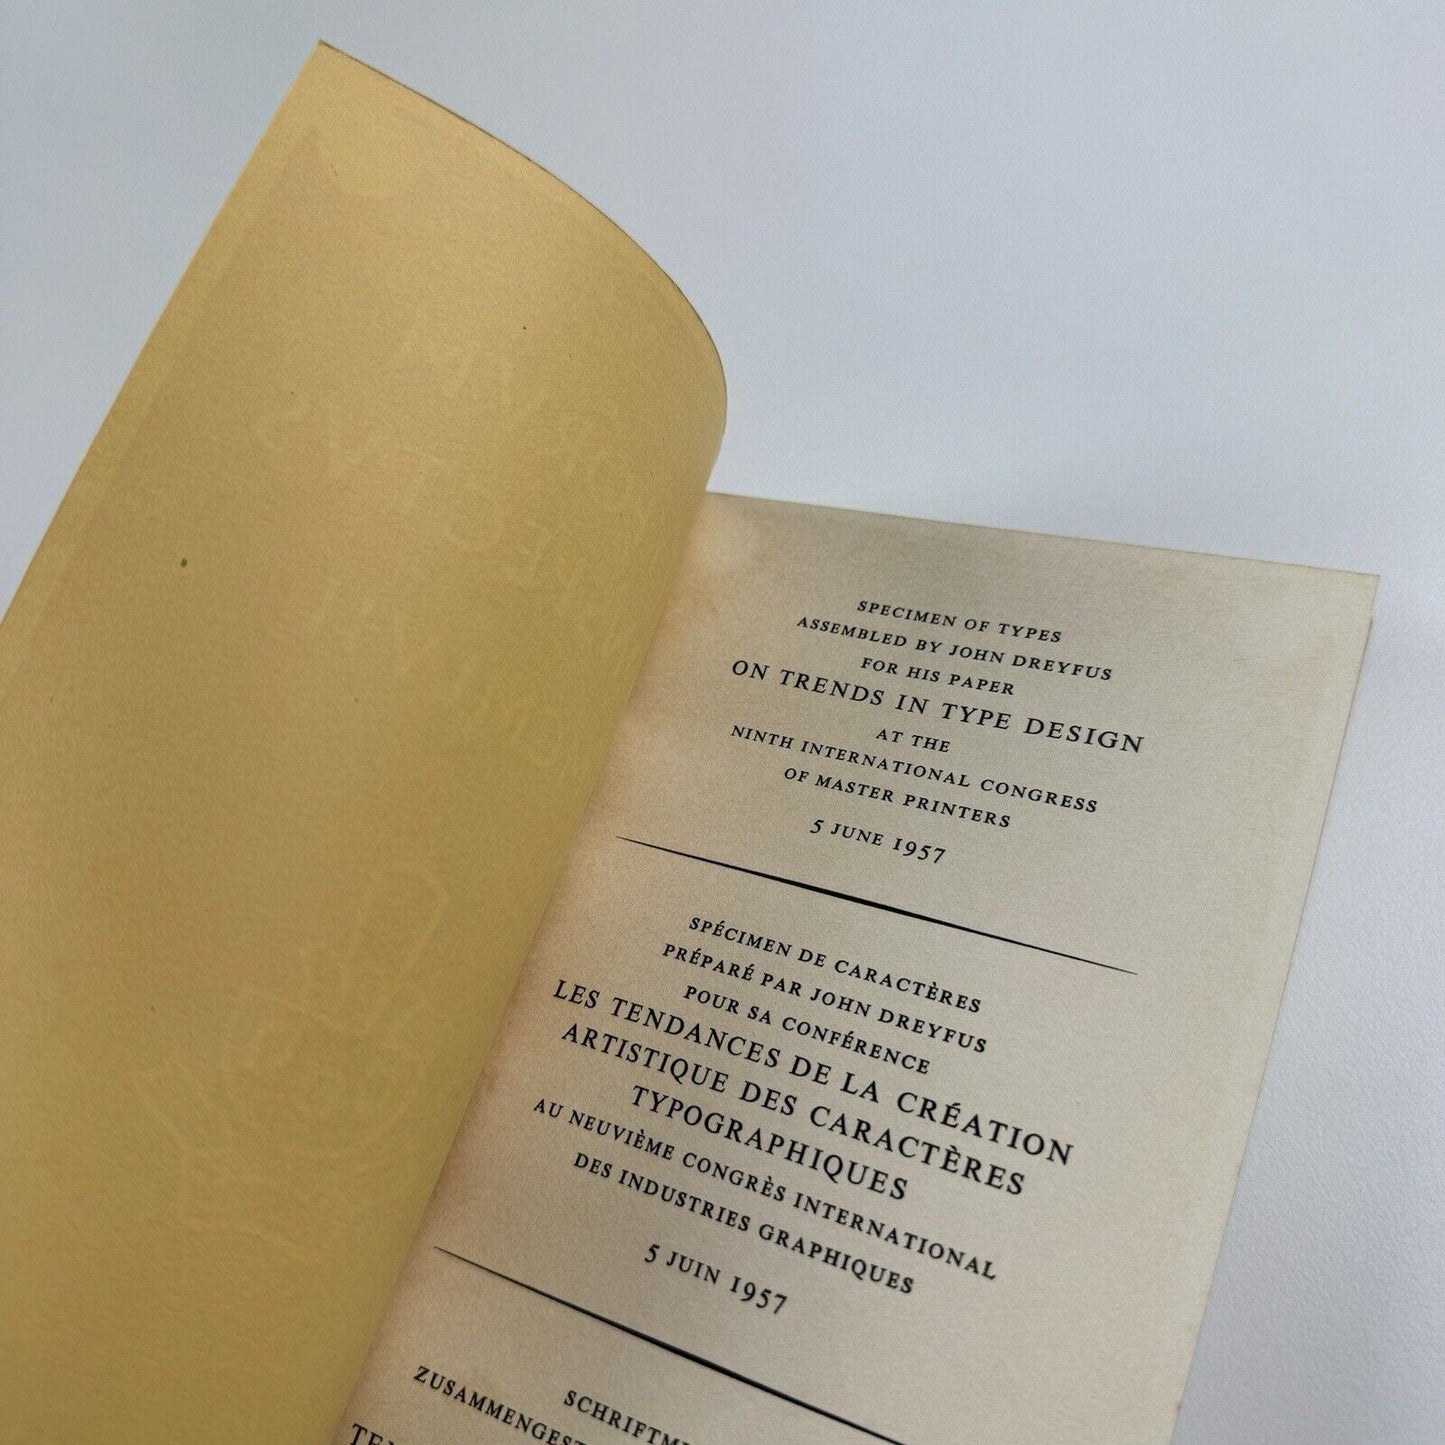 SPECIMEN OF TYPES
ASSEMBLED BY JOHN DREYFUS
FOR HIS PAPER
ON TRENDS IN TYPE DESIGN
AT THE
NINTH INTERNATIONAL CONGRESS
OF MASTER PRINTERS
5 JUNE 1957
SPÉCIMEN DE CARACTÈRES
PRÉPARÉ PAR JOHN DREYFUS
POUR SA CONFÉRENCE
LES TENDANCES DE LA CRÉATION
ARTISTIQUE DES CARACTÈRES
TYPOGRAPHIQUES
AU NEUVIÈME CONGRÈS INTERNATIONAL
DES INDUSTRIES GRAPHIQUES
5 JUIN 1957